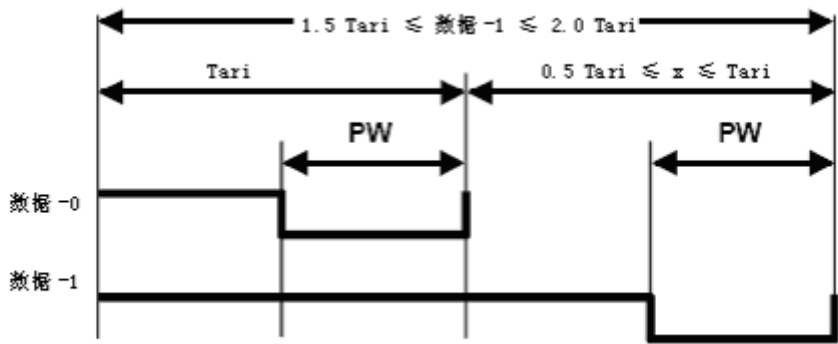 1.5 Tari ≤ 数据-1 ≤ 2.0 Tari
Tari
0.5 Tari ≤ x ≤ Tari
PW
PW
数据-0
数据-1